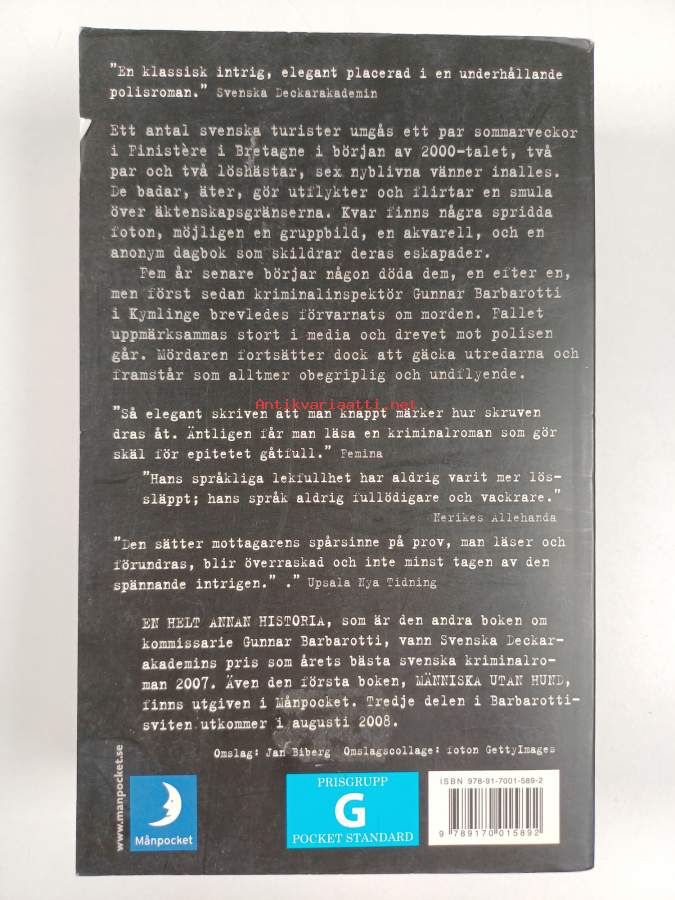 "En klassisk intrig, elegant placerad i en underhållande
polisroman." Svenska Deckarakademin
Ett antal svenska turister umgås ett par sommarveckor
i Finistère i Bretagne i början av 2000-talet, två
par och två löshästar, sex nyblivna vänner inalles.
De badar, äter, gör utflykter och flirtar en smula
över äktenskapsgränserna. Kvar finns några spridda
foton, möjligen en gruppbild, en akvarell, och en
anonym dagbok som skildrar deras eskapader.
Fem år senare börjar någon döda dem, en efter en,
men först sedan kriminalinspektör Gunnar Barbarotti
i Kymlinge brevledes förvarnats om morden. Fallet
uppmärksammas stort i media och drevet mot polisen
går. Mördaren fortsätter dock att gäcka utredarna och
framstår som alltmer obegriplig och undflyende.
Antikvariaatti.net
"Så elegant skriven att man knappt märker hur skruven
dras åt. Äntligen får man läsa en kriminalroman som gör
skäl för epitetet gåtfull." Femina
"Hans språkliga lekfullhet har aldrig varit mer lös-
släppt; hans språk aldrig fullödigare och vackrare."
Nerikes Allehanda
"Den sätter mottagarens spårsinne på prov, man läser och
förundras, blir överraskad och inte minst tagen av den
spännande intrigen." ." Upsala Nya Tidning
EN HELT ANNAN HISTORIA, som är den andra boken om
kommissarie Gunnar Barbarotti, vann Svenska Deckar-
akademins pris som årets bästa svenska kriminalro-
man 2007. Även den första boken, MÄNNISKA UTAN HUND,
finns utgiven i Månpocket. Tredje delen i Barbarotti-
sviten utkommer i augusti 2008.
Omslag: Jan Biberg Omslagscollage: foton GettyImages
www.manpocket.se
Månpocket
PRISGRUPP
G
POCKET STANDARD
ISBN 978-91-7001-589-2
9 789170 015892